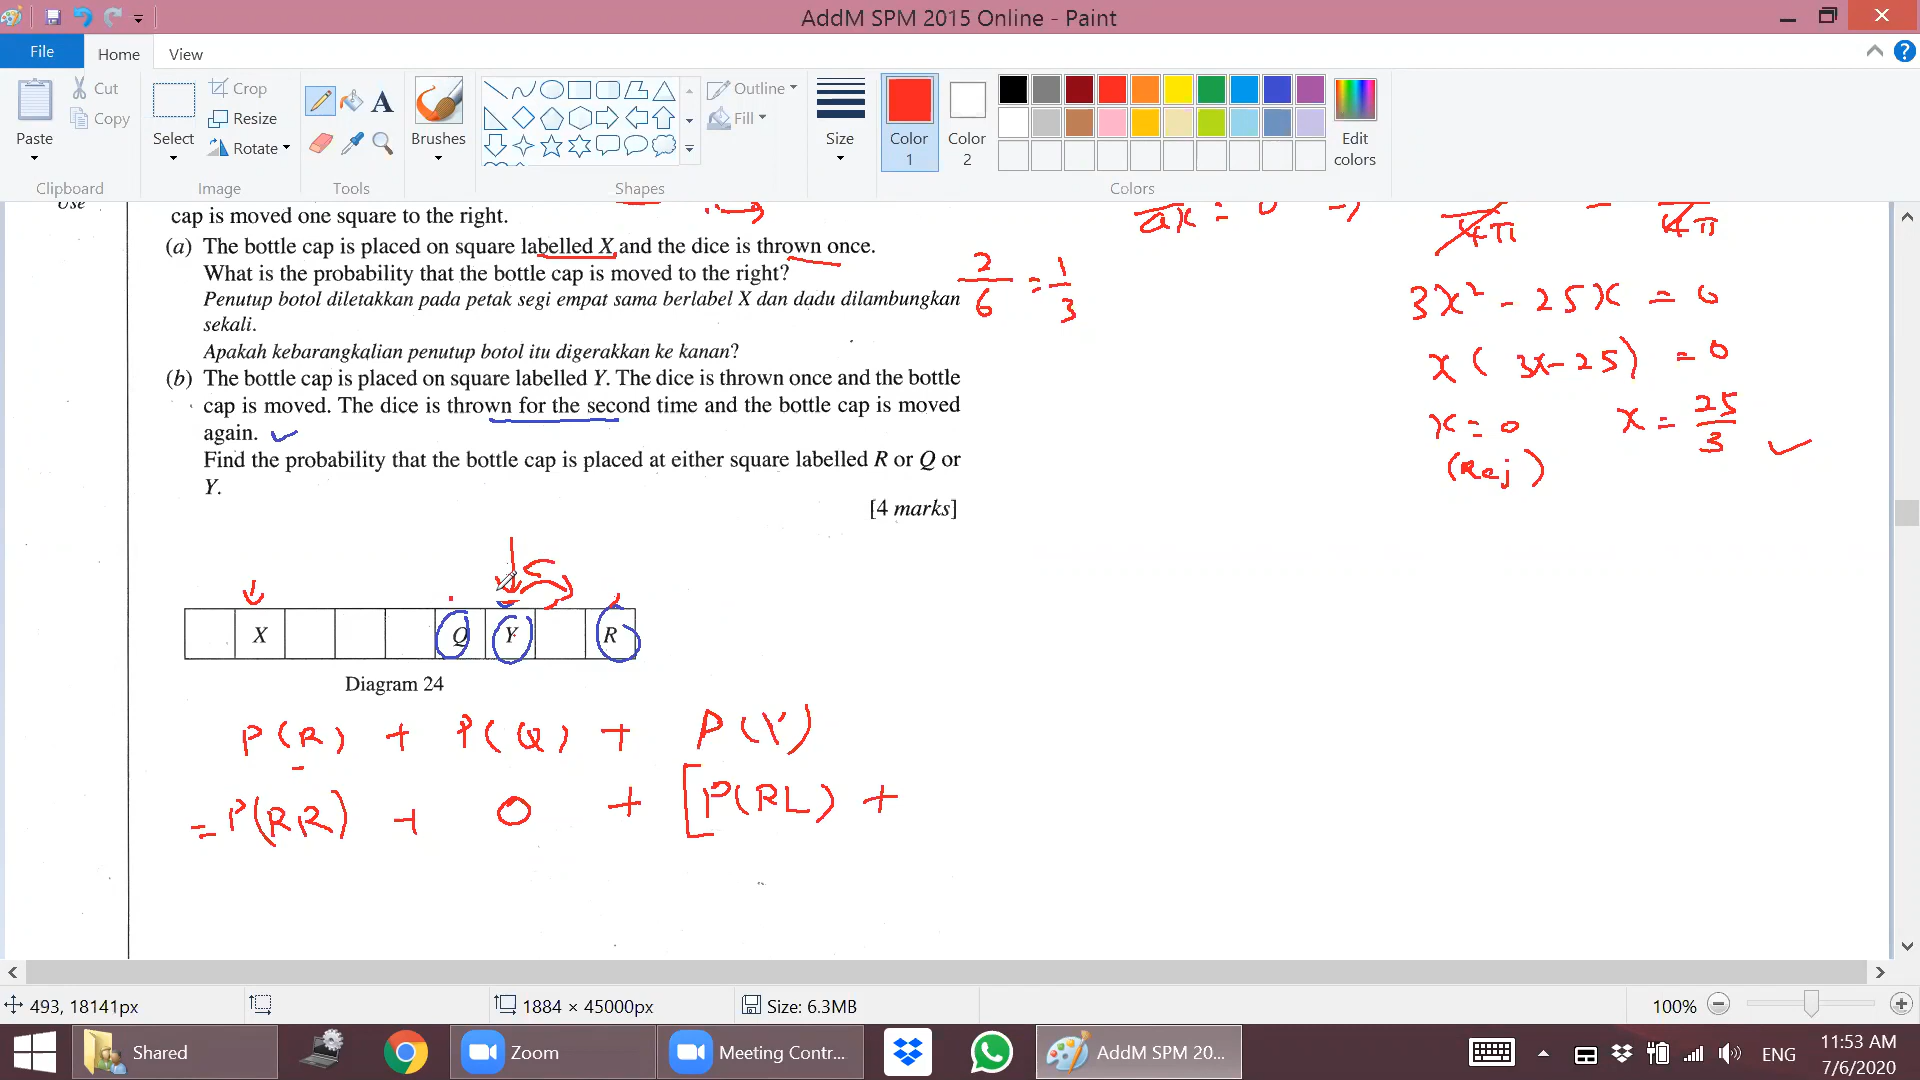 AddM SPM 2015 Online - Paint
File
Home
View
Cut
Copy
Paste
Clipboard
Crop
Resize
Rotate
Select
Image
A
Tools
Brushes
Shapes
Outline
Fill
Size
Color 1
Color 2
Edit colors
Colors
Use
cap is moved one square to the right.
(a) The bottle cap is placed on square labelled X and the dice is thrown once.
What is the probability that the bottle cap is moved to the right?
Penutup botol diletakkan pada petak segi empat sama berlabel X dan dadu dilambungkan
sekali.
Apakah kebarangkalian penutup botol itu digerakkan ke kanan?
(b) The bottle cap is placed on square labelled Y. The dice is thrown once and the bottle
cap is moved. The dice is thrown for the second time and the bottle cap is moved
again.
Find the probability that the bottle cap is placed at either square labelled R or Q or
Y.
[4 marks]
2/6 = 1/3
3x² - 25x = 0
x ( 3x - 25 ) = 0
x = 0 x = 25/3
(Rej)
X Q Y R
Diagram 24
P(R) + P(Q) + P(Y)
= P(RR) + 0 + [P(RL) +
493, 18141px
1884 × 45000px
Size: 6.3MB
100%
Shared
Zoom
Meeting Contr...
AddM SPM 20...
ENG
11:53 AM
7/6/2020